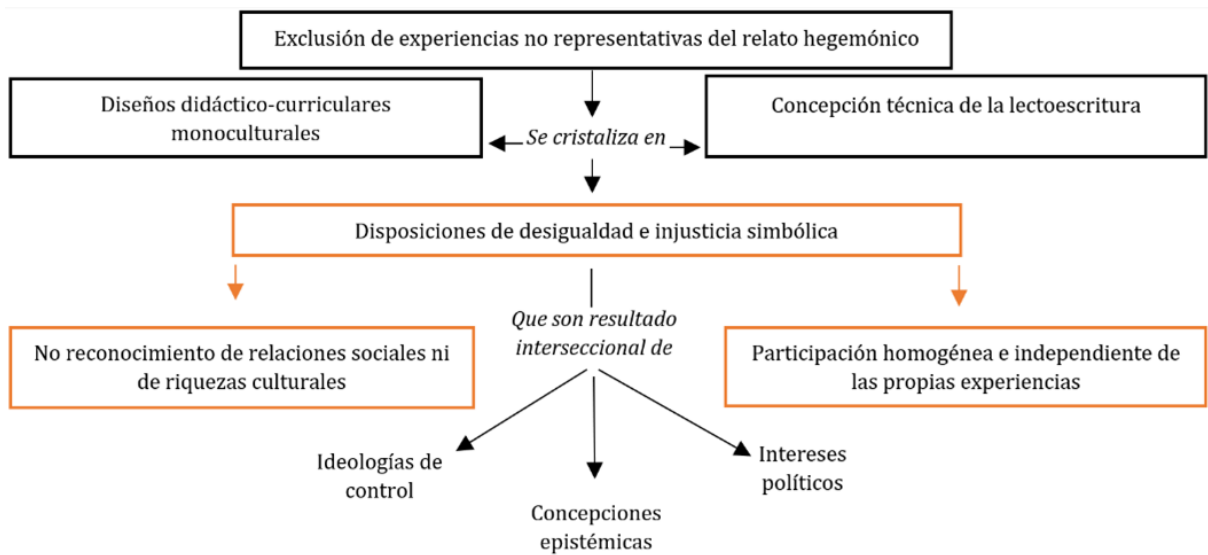 Exclusión de experiencias no representativas del relato hegemónico
Diseños didáctico-curriculares
monoculturales
Se cristaliza en
Concepción técnica de la lectoescritura
Disposiciones de desigualdad e injusticia simbólica
No reconocimiento de relaciones sociales ni
de riquezas culturales
Que son resultado
interseccional de
Participación homogénea e independiente de
las propias experiencias
Ideologías de
control
Concepciones
epistémicas
Intereses
políticos